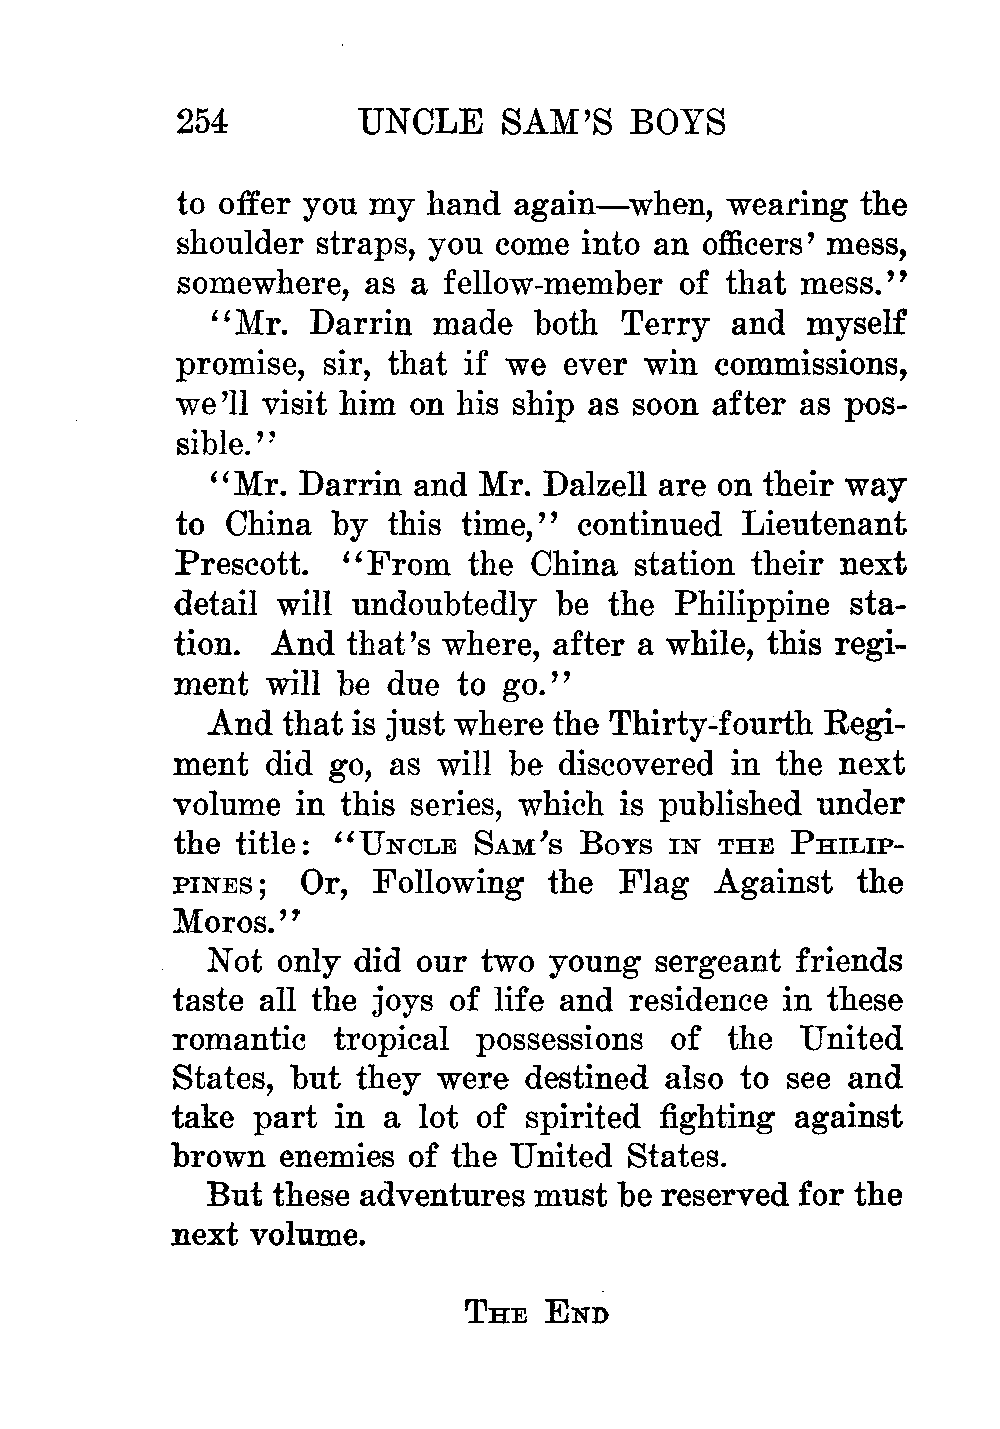 254 UNCLE SAM'S BOYS
to offer you my hand again—when, wearing the
shoulder straps, you come into an officers' mess,
somewhere, as a fellow-member of that mess."
"Mr. Darrin made both Terry and myself
promise, sir, that if we ever win commissions,
we'll visit him on his ship as soon after as pos-
sible."
"Mr. Darrin and Mr. Dalzell are on their way
to China by this time," continued Lieutenant
Prescott. "From the China station their next
detail will undoubtedly be the Philippine sta-
tion. And that's where, after a while, this regi-
ment will be due to go."
And that is just where the Thirty-fourth Regi-
ment did go, as will be discovered in the next
volume in this series, which is published under
the title: "Uncle Sam's Boys in the Philip-
pines; Or, Following the Flag Against the
Moros."
Not only did our two young sergeant friends
taste all the joys of life and residence in these
romantic tropical possessions of the United
States, but they were destined also to see and
take part in a lot of spirited fighting against
brown enemies of the United States.
But these adventures must be reserved for the
next volume.
The End